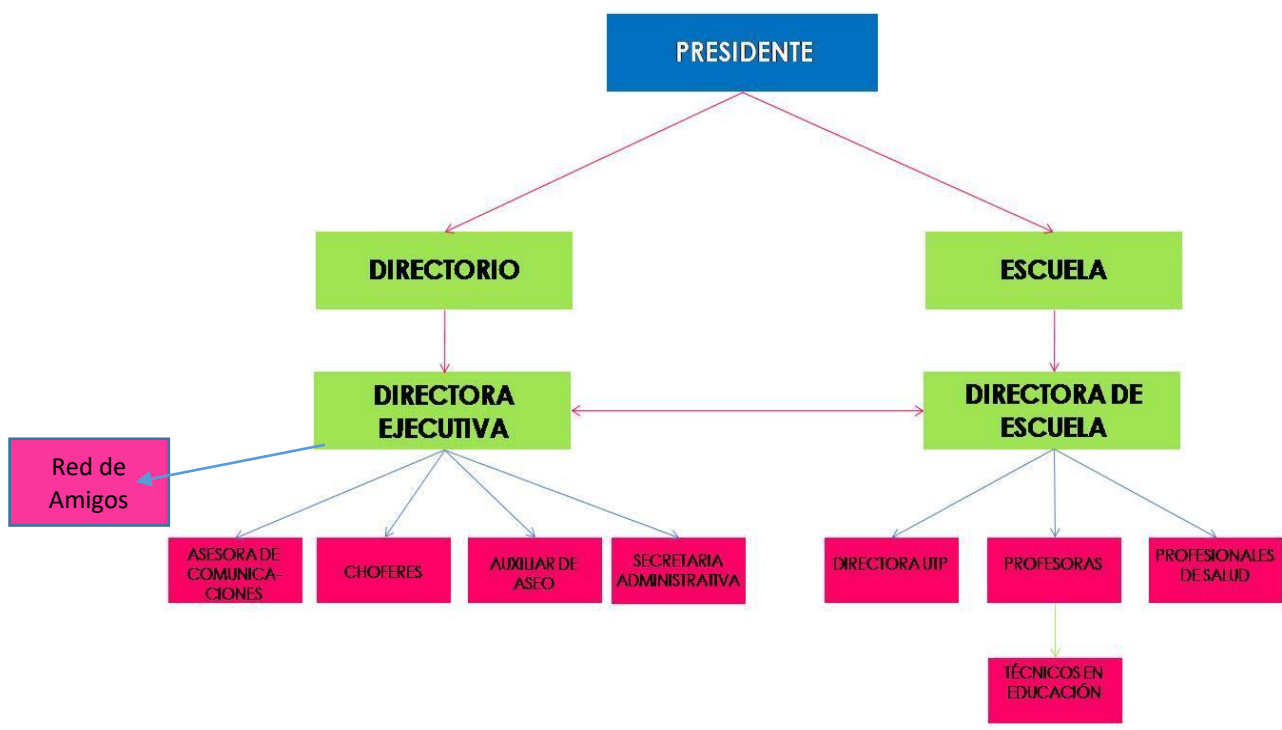 PRESIDENTE
DIRECTORIO
ESCUELA
DIRECTORA
EJECUTIVA
DIRECTORA DE
ESCUELA
Red de
Amigos
ASESORA DE
COMUNICA-
CIONES
CHOFERES
AUXILIAR DE
ASEO
SECRETARIA
ADMINISTRATIVA
DIRECTORA UTP
PROFESORAS
PROFESIONALES
DE SALUD
TÉCNICOS EN
EDUCACIÓN